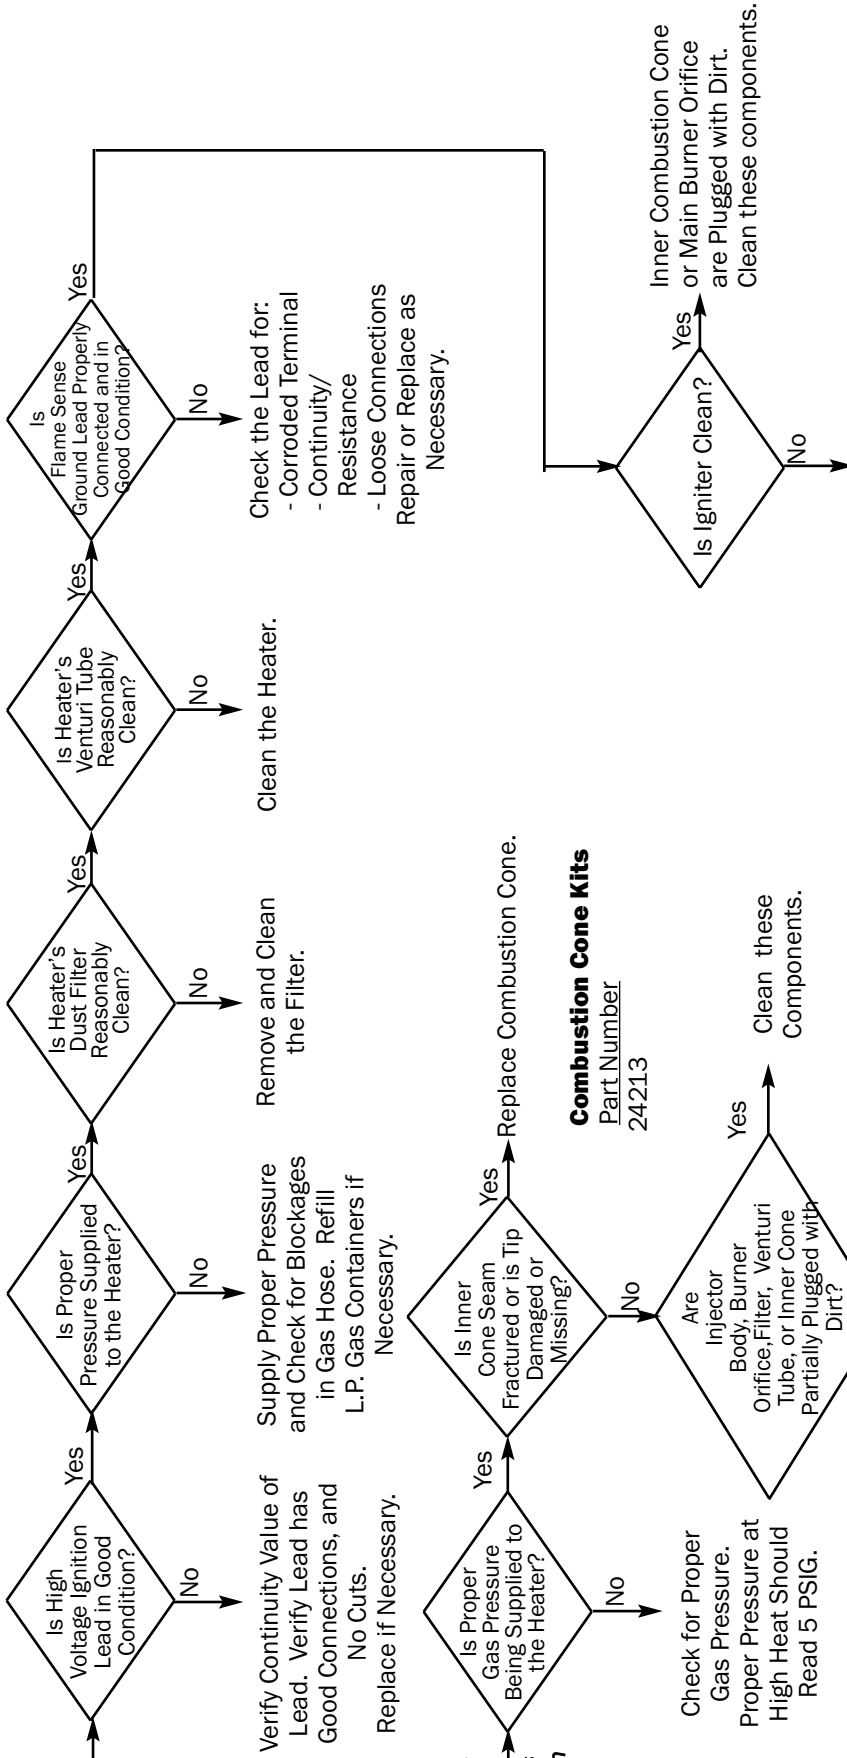 Is High
Voltage Ignition
Lead in Good
Condition?
Yes
No
Verify Continuity Value of
Lead. Verify Lead has
Good Connections, and
No Cuts.
Replace if Necessary.
Is Proper
Pressure Supplied
to the Heater?
Yes
No
Supply Proper Pressure
and Check for Blockages
in Gas Hose. Refill
L.P. Gas Containers if
Necessary.
Is Heater's
Dust Filter
Reasonably
Clean?
Yes
No
Remove and Clean
the Filter.
Is Heater's
Venturi Tube
Reasonably
Clean?
Yes
No
Clean the Heater.
Is
Flame Sense
Ground Lead Properly
Connected and in
Good Condition?
Yes
No
Check the Lead for:
- Corroded Terminal
- Continuity/
Resistance
- Loose Connections
Repair or Replace as
Necessary.
Is Igniter Clean?
Yes
No
Inner Combustion Cone
or Main Burner Orifice
are Plugged with Dirt.
Clean these components.
Is Proper
Gas Pressure
Being Supplied to
the Heater?
Yes
No
Check for Proper
Gas Pressure.
Proper Pressure at
High Heat Should
Read 5 PSIG.
Is Inner
Cone Seam
Fractured or is Tip
Damaged or
Missing?
Yes
No
Replace Combustion Cone.
Combustion Cone Kits
Part Number
24213
Are
Injector
Body, Burner
Orifice,Filter, Venturi
Tube, or Inner Cone
Partially Plugged with
Dirt?
Yes
Clean these
Components.